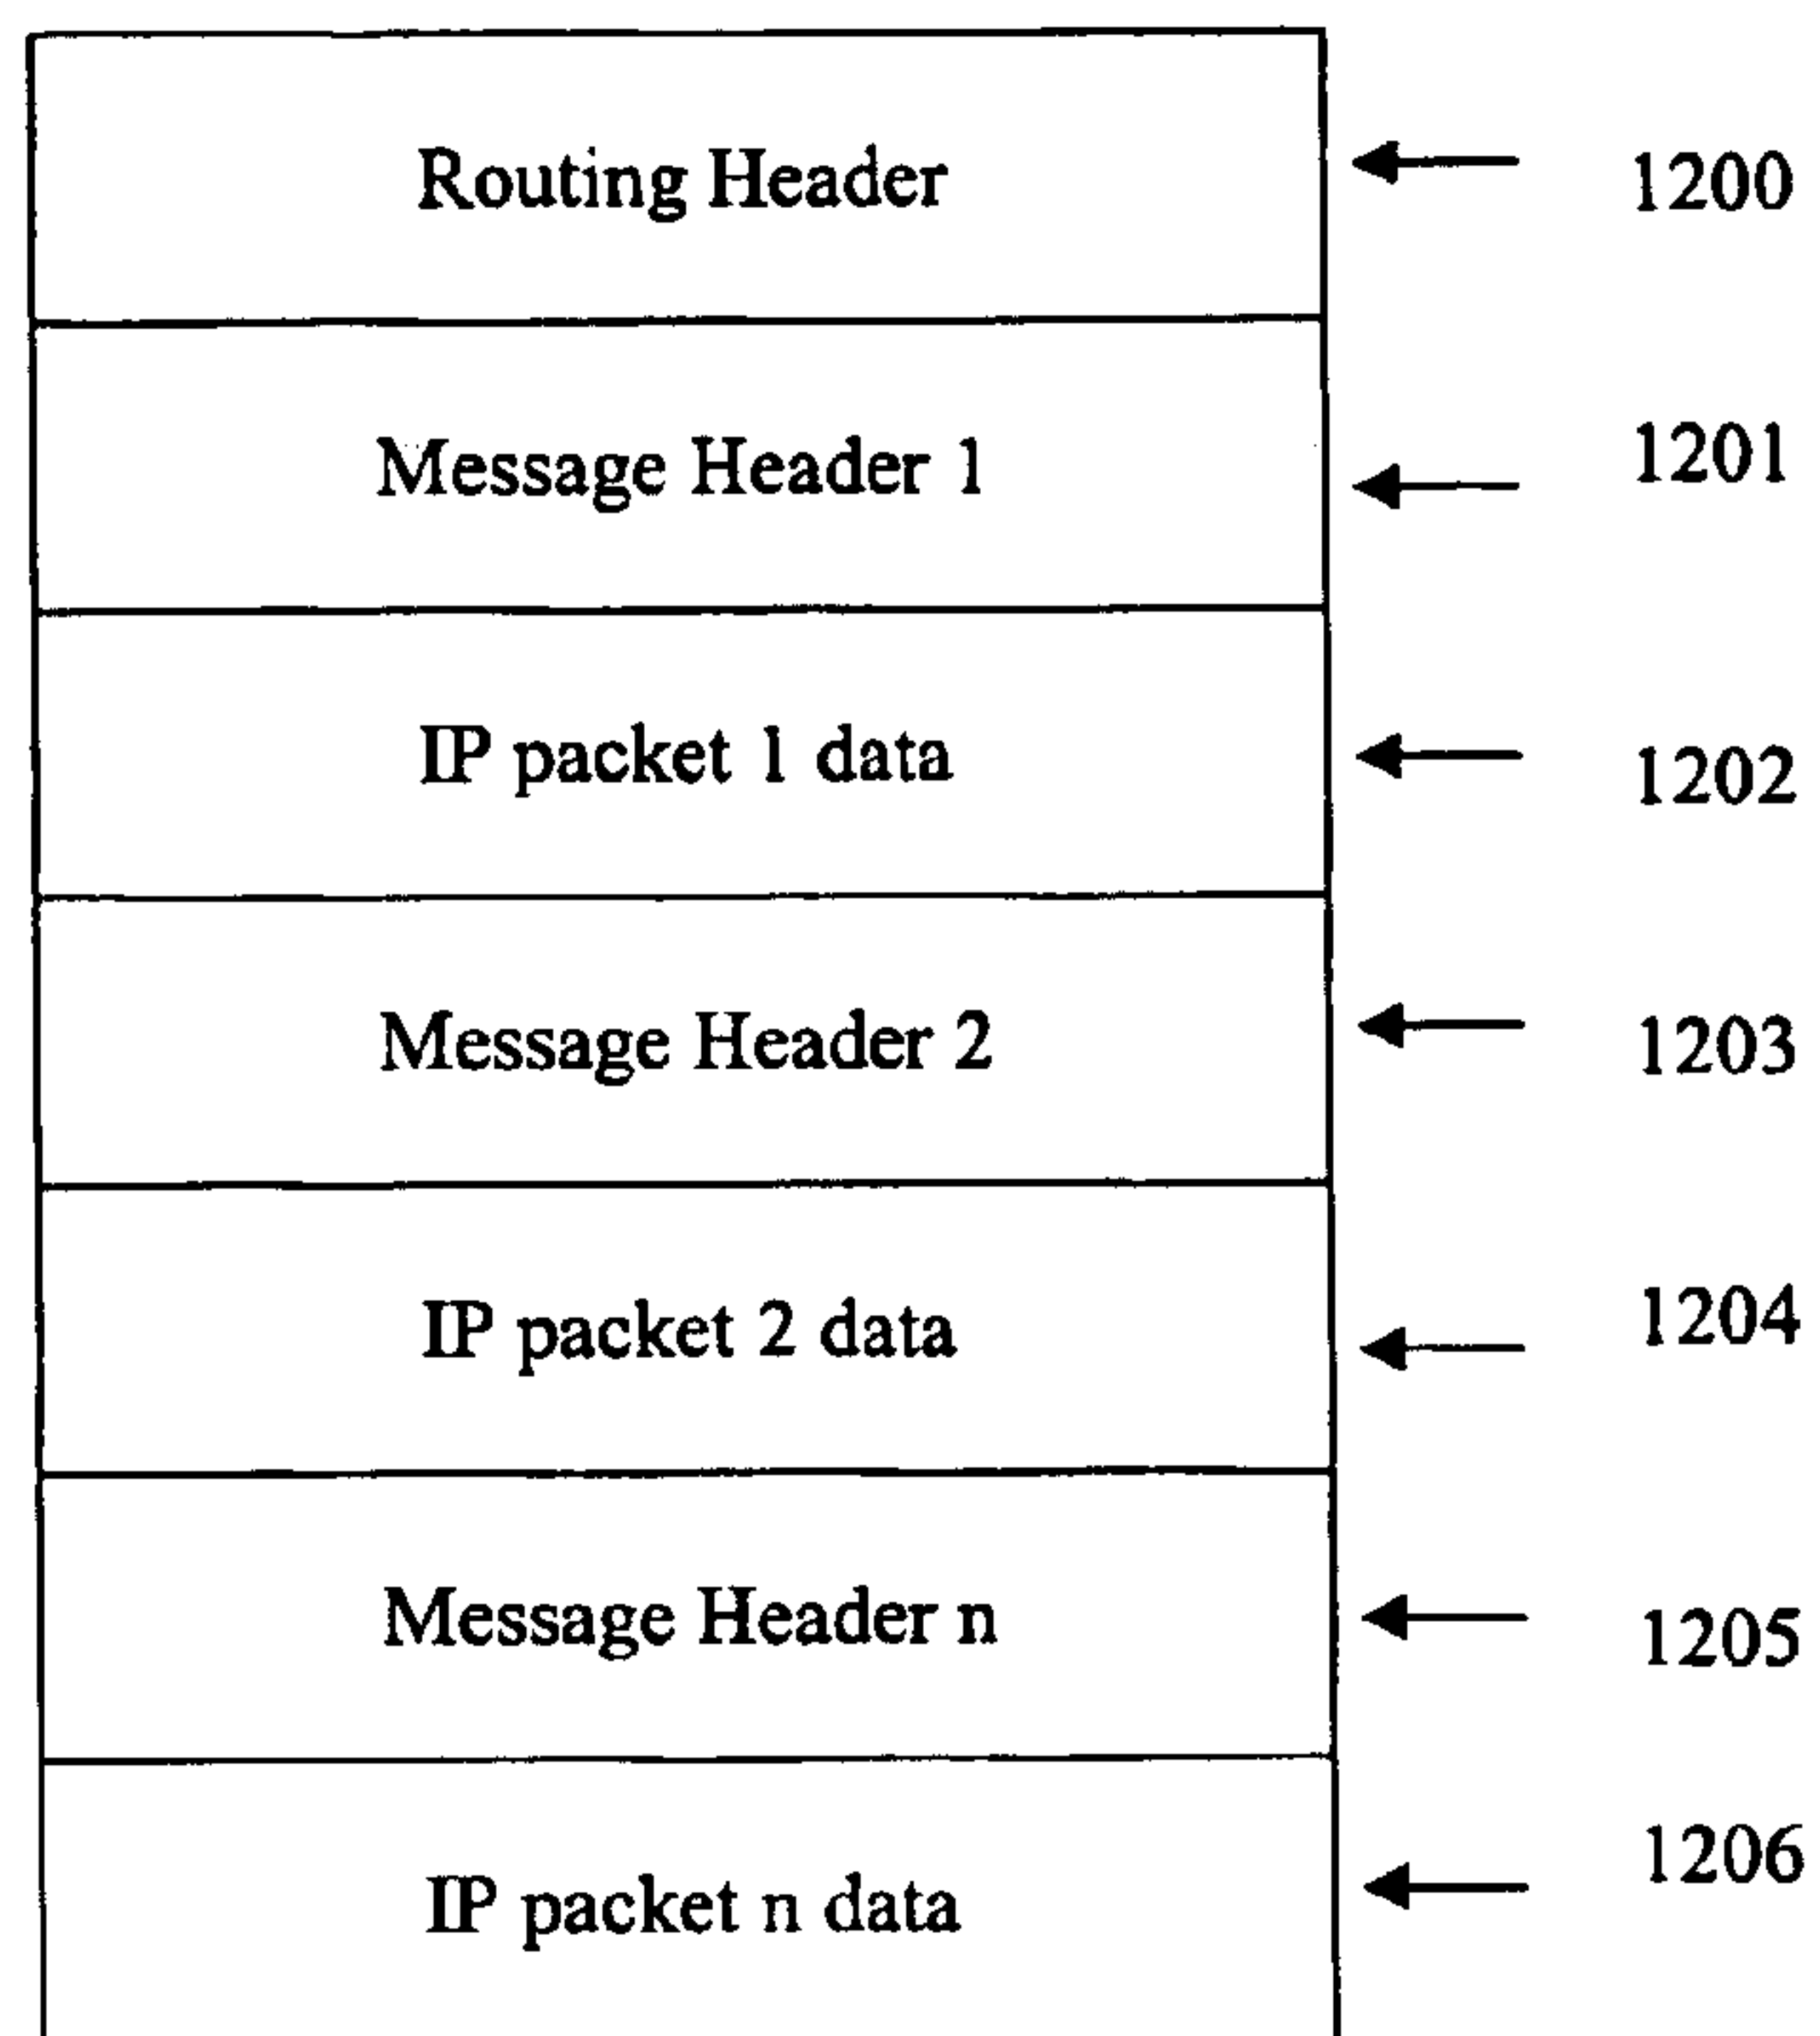 Routing Header 1200
Message Header 1 1201
IP packet 1 data 1202
Message Header 2 1203
IP packet 2 data 1204
Message Header n 1205
IP packet n data 1206